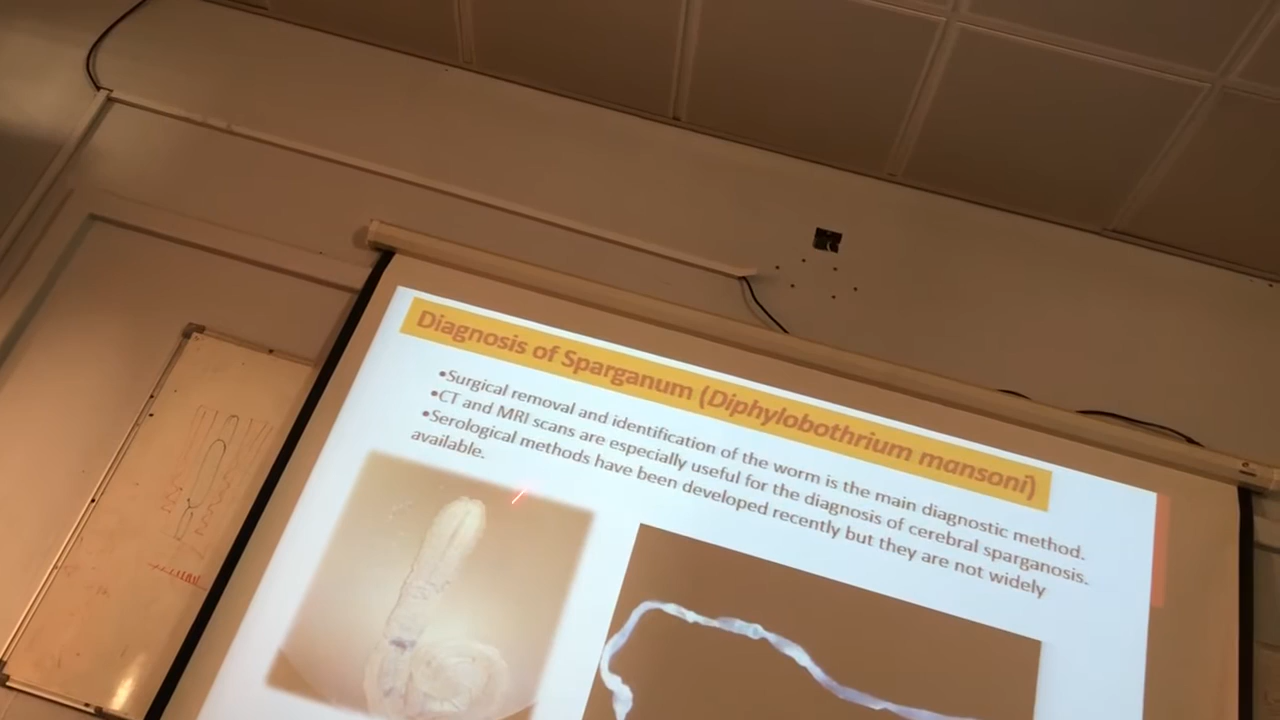 Diagnosis of Sparganum (Diphylobothrium mansoni)
•Surgical removal and identification of the worm is the main diagnostic method.
•CT and MRI scans are especially useful for the diagnosis of cerebral sparganosis.
•Serological methods have been developed recently but they are not widely
available.